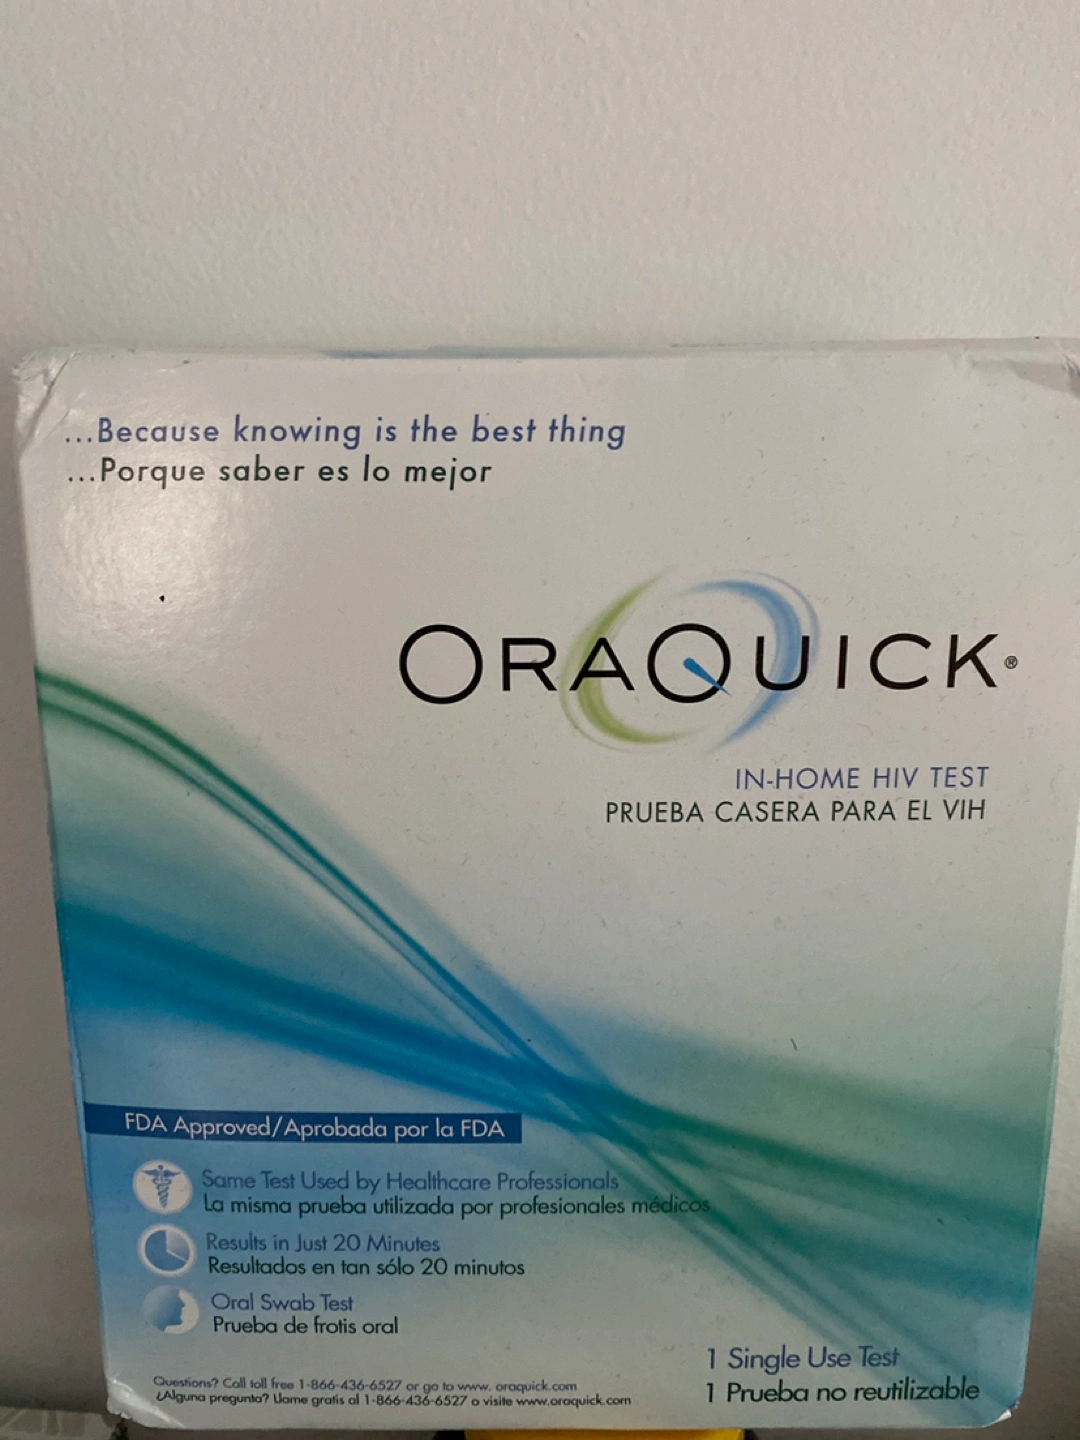 ...Because knowing is the best thing
...Porque saber es lo mejor
ORAQUICK®
IN-HOME HIV TEST
PRUEBA CASERA PARA EL VIH
FDA Approved/Aprobada por la FDA
Same Test Used by Healthcare Professionals
La misma prueba utilizada por profesionales médicos
Results in Just 20 Minutes
Resultados en tan sólo 20 minutos
Oral Swab Test
Prueba de frotis oral
1 Single Use Test
1 Prueba no reutilizable
Questions? Call toll free 1-866-436-6527 or go to www. oraquick.com
¿Alguna pregunta? Llame gratis al 1-866-436-6527 o visite www.oraquick.com